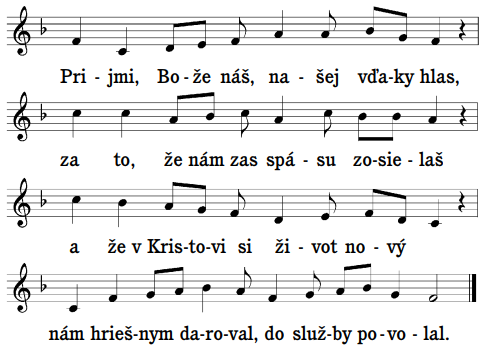 Pri - jmi, Bo-že náš, na - šej vďa-ky hlas,
za to, že nám zas spá - su zo-sie - laš
a že v Kris-to-vi si ži - vot no - vý
nám hrieš-nym da-ro-val, do služ-by po-vo - lal.